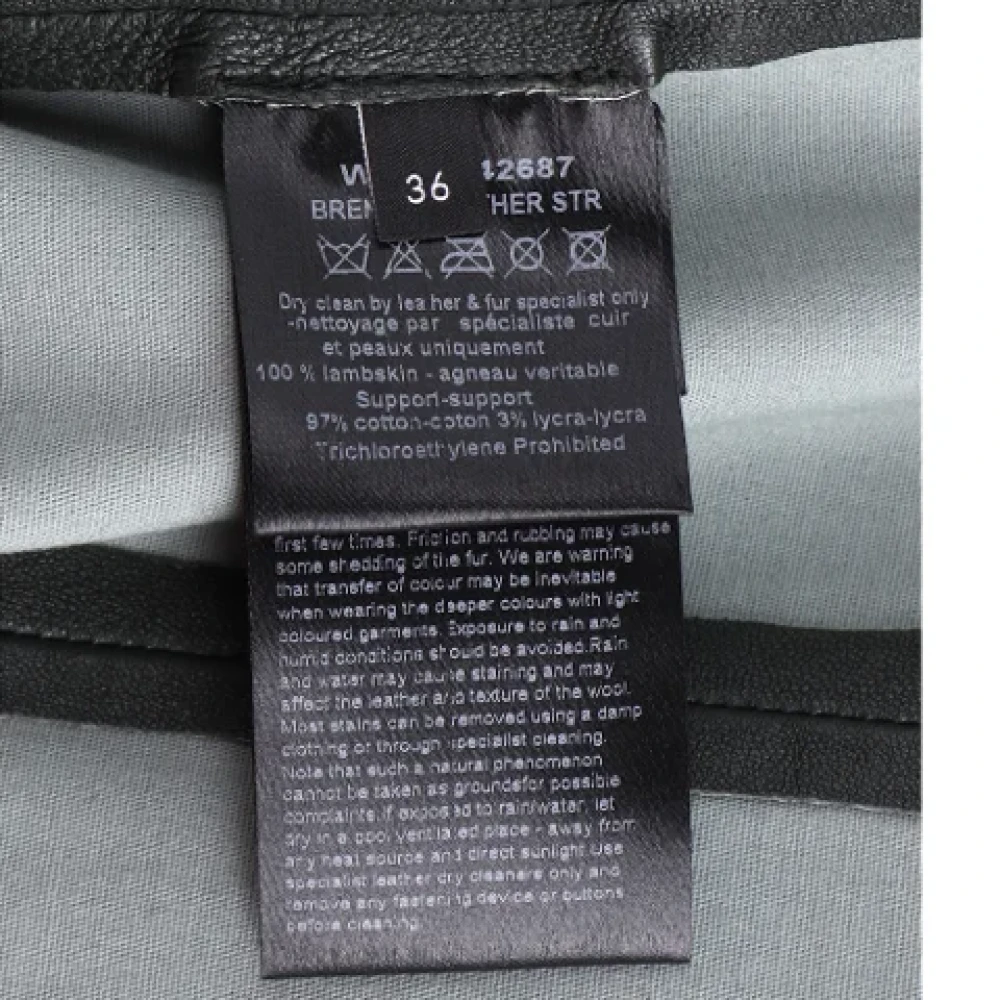 36
2687
HER STR
Dry clean by lea her & fur specialist only
-nettoyage par spécialiste cuir
et peaux uniquement
100 % lambskin - agneau veritable
Support-support
97% cotton-coton 3% lycra-lycra
Trichloroethylene Prohibited
first few times. Friction and rubbing may cause
some shedding of the fur. We are warning
that transfer of colour may be inevitable
when wearing the deeper colours with light
coloured garments. Exposure to rain and
humid conditions should be avoided.Rain
and water may cause staining and may
affect the leather and texture of the wool.
Most stains can be removed using a damp
clothing or through specialist cleaning.
Note that such a natural phenomenon
cannot be taken as groundsfor possible
complaints.If exposed to rain/water, let
dry in a cool ventilated place - away from
any heat source and direct sunlight.Use
specialist leather dry cleaners only and
remove any fastening device or buttons
before cleaning.